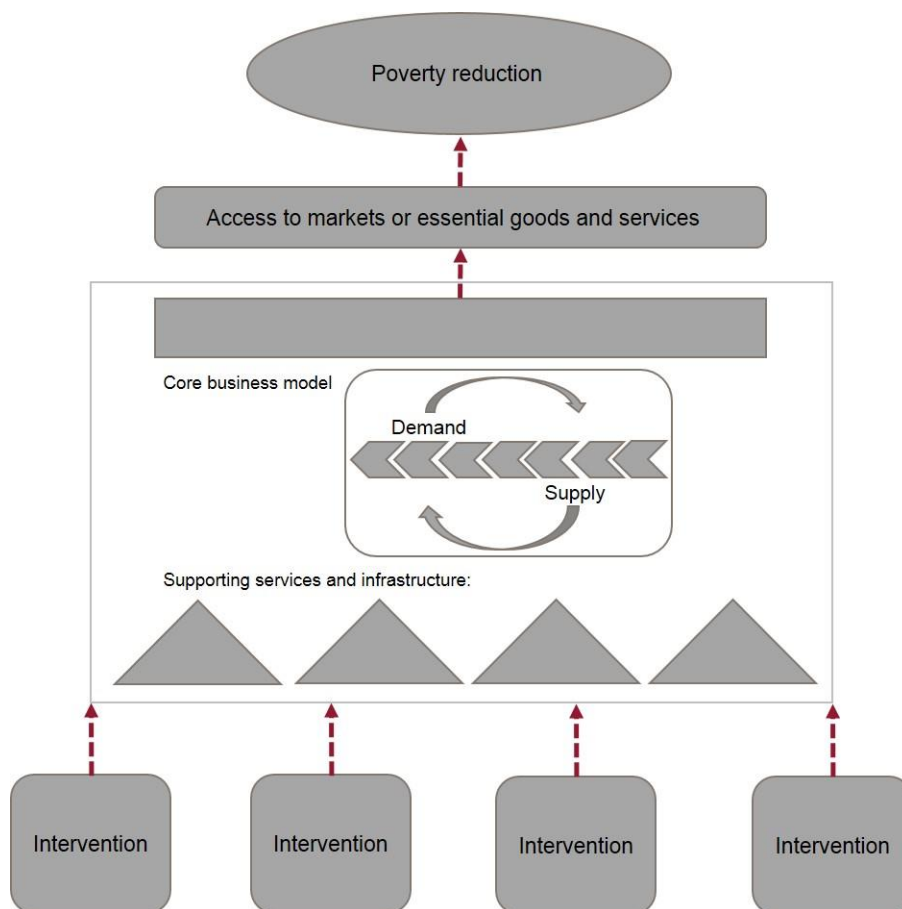 Poverty reduction
Access to markets or essential goods and services
Core business model
Demand
Supply
Supporting services and infrastructure:
Intervention
Intervention
Intervention
Intervention